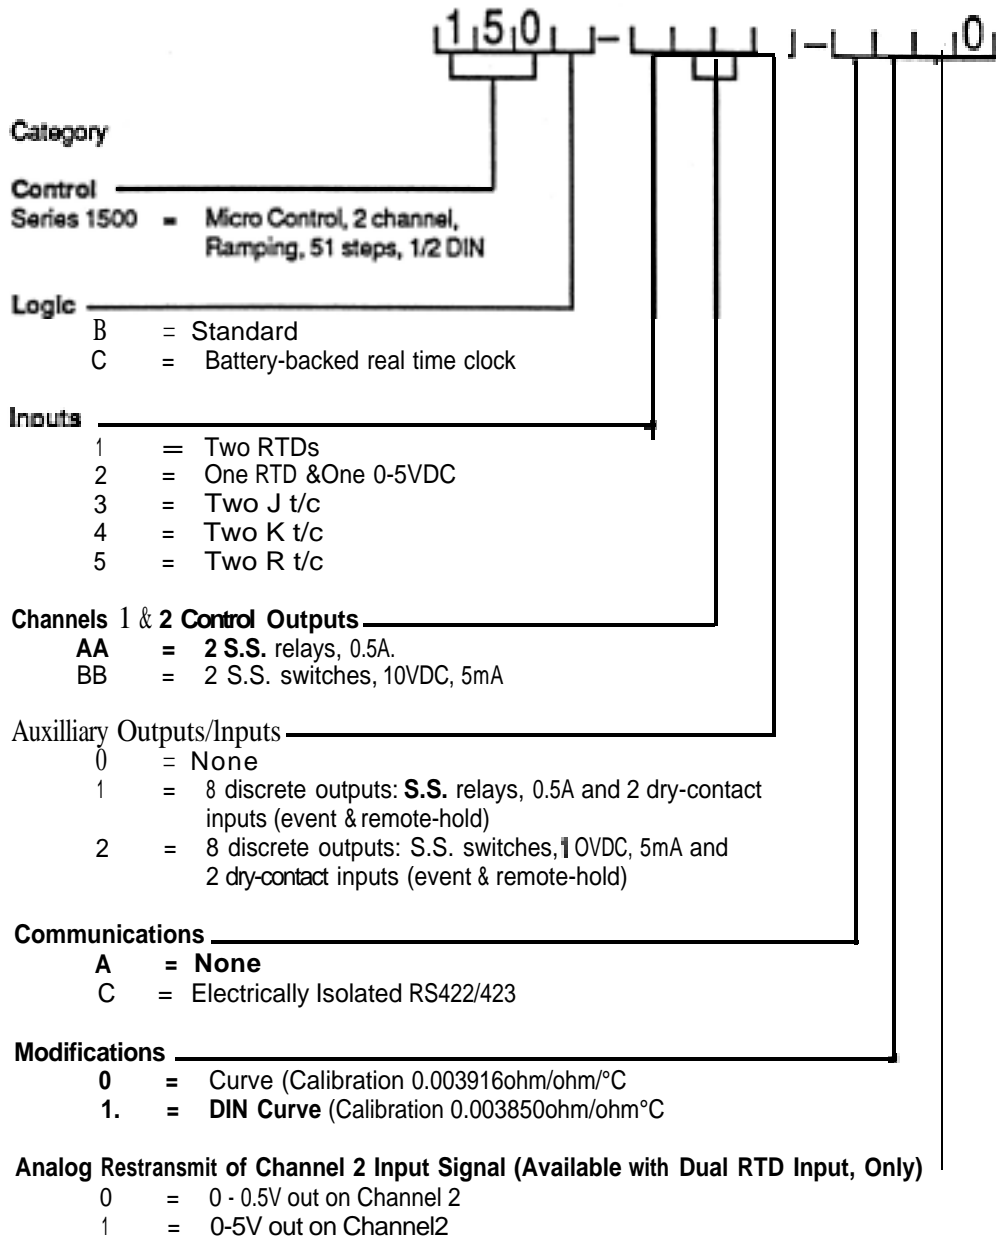 150 - - 0
Category
Control
Series 1500 = Micro Control, 2 channel,
Ramping, 51 steps, 1/2 DIN
Logic
B = Standard
C = Battery-backed real time clock
Inouts
1 = Two RTDs
2 = One RTD &One 0-5VDC
3 = Two J t/c
4 = Two K t/c
5 = Two R t/c
Channels 1 & 2 Control Outputs
AA = 2 S.S. relays, 0.5A.
BB = 2 S.S. switches, 10VDC, 5mA
Auxilliary Outputs/Inputs
0 = None
1 = 8 discrete outputs: S.S. relays, 0.5A and 2 dry-contact
inputs (event & remote-hold)
2 = 8 discrete outputs: S.S. switches, 1 OVDC, 5mA and
2 dry-contact inputs (event & remote-hold)
Communications
A = None
C = Electrically Isolated RS422/423
Modifications
0 = Curve (Calibration 0.003916ohm/ohm/°C
1. = DIN Curve (Calibration 0.003850ohm/ohm°C
Analog Restransmit of Channel 2 Input Signal (Available with Dual RTD Input, Only)
0 = 0 - 0.5V out on Channel 2
1 = 0-5V out on Channel2